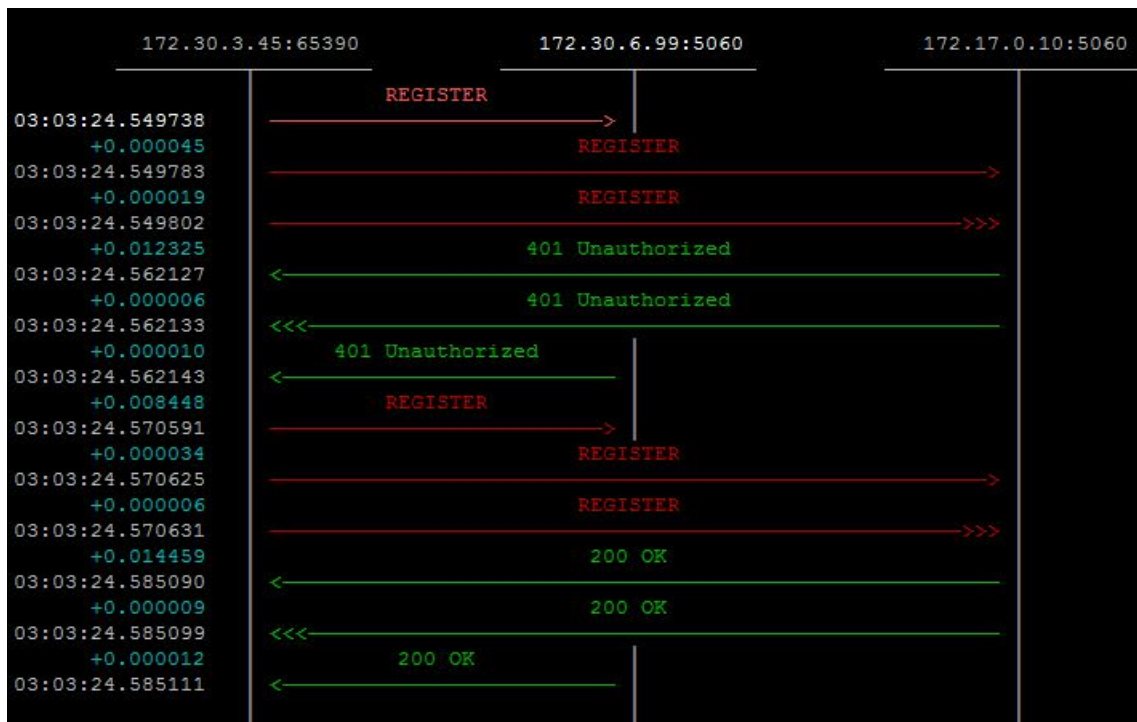 172.30.3.45:65390 172.30.6.99:5060 172.17.0.10:5060
REGISTER
03:03:24.549738
+0.000045 REGISTER
03:03:24.549783
+0.000019 REGISTER
03:03:24.549802
+0.012325 401 Unauthorized
03:03:24.562127
+0.000006 401 Unauthorized
03:03:24.562133
+0.000010 401 Unauthorized
03:03:24.562143
+0.008448 REGISTER
03:03:24.570591
+0.000034 REGISTER
03:03:24.570625
+0.000006 REGISTER
03:03:24.570631
+0.014459 200 OK
03:03:24.585090
+0.000009 200 OK
03:03:24.585099
+0.000012 200 OK
03:03:24.585111